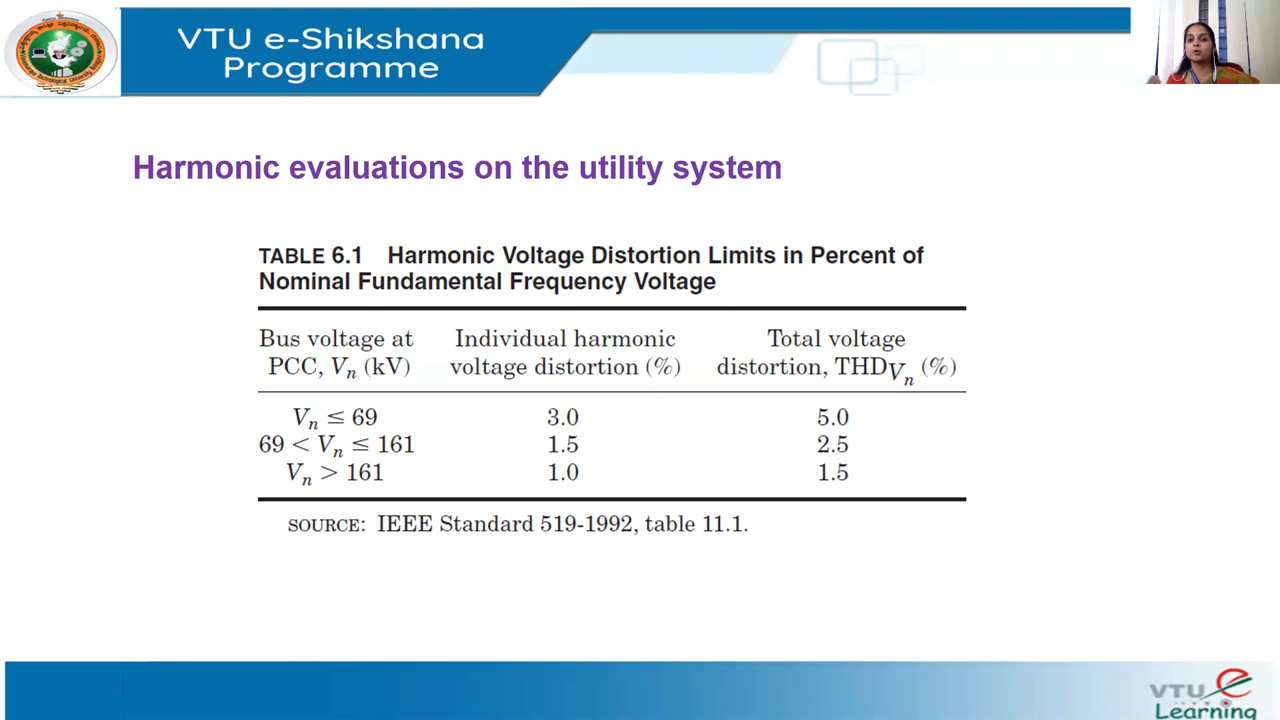 VTU e-Shikshana
Programme
Harmonic evaluations on the utility system
TABLE 6.1 Harmonic Voltage Distortion Limits in Percent of
Nominal Fundamental Frequency Voltage
Bus voltage at Individual harmonic Total voltage
PCC, Vn (kV) voltage distortion (%) distortion, THDVn (%)
Vn ≤ 69 3.0 5.0
69 < Vn ≤ 161 1.5 2.5
Vn > 161 1.0 1.5
SOURCE: IEEE Standard 519-1992, table 11.1.
VTU e
Learning